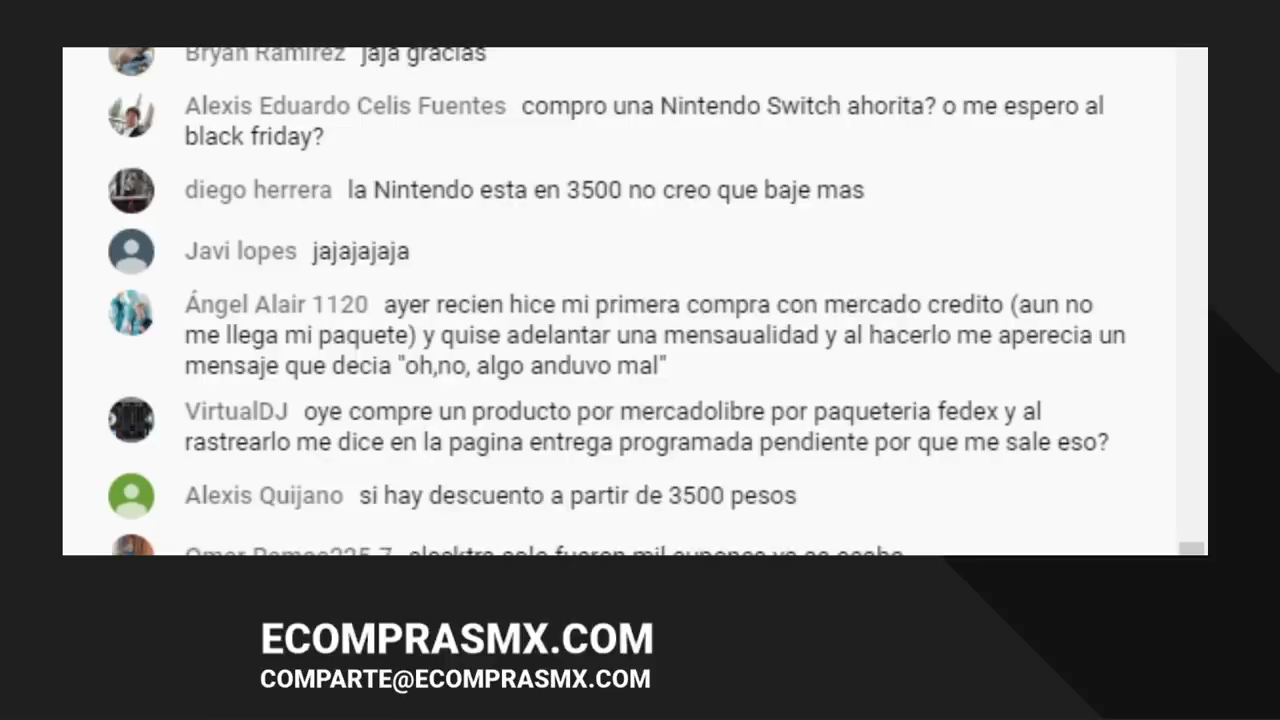 Bryan Ramirez jaja gracias
Alexis Eduardo Celis Fuentes compro una Nintendo Switch ahorita? o me espero al
black friday?
diego herrera la Nintendo esta en 3500 no creo que baje mas
Javi lopes jajajajaja
Ángel Alair 1120 ayer recien hice mi primera compra con mercado credito (aun no
me llega mi paquete) y quise adelantar una mensaualidad y al hacerlo me aperecia un
mensaje que decia "oh,no, algo anduvo mal"
VirtualDJ oye compre un producto por mercadolibre por paqueteria fedex y al
rastrearlo me dice en la pagina entrega programada pendiente por que me sale eso?
Alexis Quijano si hay descuento a partir de 3500 pesos
ECOMPRASMX.COM
COMPARTE@ECOMPRASMX.COM